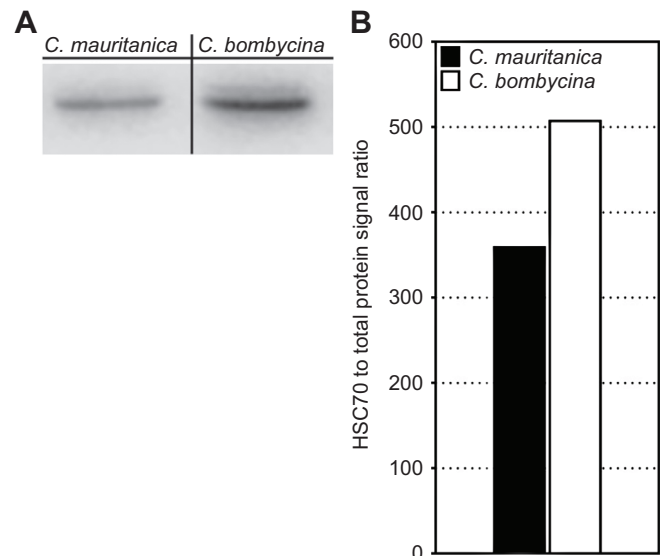 A
C. mauritanica C. bombycina
B
HSC70 to total protein signal ratio
600
500
400
300
200
100
0
C. mauritanica
C. bombycina